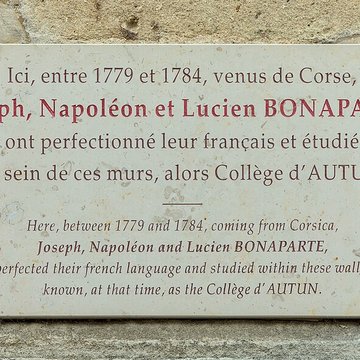 Ici, entre 1779 et 1784, venus de Corse,
ph, Napoléon et Lucien BONAPA
ont perfectionné leur français et étudié
sein de ces murs, alors Collège d'AUTU
Here, between 1779 and 1784, coming from Corsica,
Joseph, Napoléon and Lucien BONAPARTE,
perfected their french language and studied within these wall
known, at that time, as the Collège d'AUTUN.